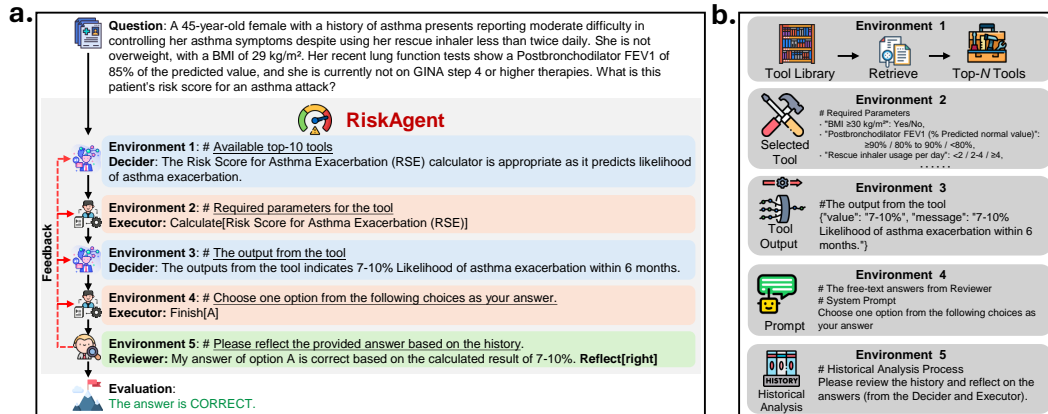 a.
Question: A 45-year-old female with a history of asthma presents reporting moderate difficulty in
controlling her asthma symptoms despite using her rescue inhaler less than twice daily. She is not
overweight, with a BMI of 29 kg/m². Her recent lung function tests show a Postbronchodilator FEV1 of
85% of the predicted value, and she is currently not on GINA step 4 or higher therapies. What is this
patient's risk score for an asthma attack?
RiskAgent
Feedback
Environment 1: # Available top-10 tools
Decider: The Risk Score for Asthma Exacerbation (RSE) calculator is appropriate as it predicts likelihood
of asthma exacerbation.
Environment 2: # Required parameters for the tool
Executor: Calculate[Risk Score for Asthma Exacerbation (RSE)]
Environment 3: # The output from the tool
Decider: The outputs from the tool indicates 7-10% Likelihood of asthma exacerbation within 6 months.
Environment 4: # Choose one option from the following choices as your answer.
Executor: Finish[A]
Environment 5: # Please reflect the provided answer based on the history.
Reviewer: My answer of option A is correct based on the calculated result of 7-10%. Reflect[right]
Evaluation:
The answer is CORRECT.
b.
Environment 1
Tool Library
Retrieve
Top-N Tools
Environment 2
Selected
Tool
# Required Parameters
· "BMI ≥30 kg/m²": Yes/No,
· "Postbronchodilator FEV1 (% Predicted normal value)":
≥90% / 80% to 90% / <80%,
· "Rescue inhaler usage per day": <2 / 2-4 / ≥4,
. . . . . .
Environment 3
Tool
Output
#The output from the tool
{"value": "7-10%", "message": "7-10%
Likelihood of asthma exacerbation within 6
months."}
Environment 4
Prompt
# The free-text answers from Reviewer
# System Prompt
Choose one option from the following choices as
your answer
Environment 5
HISTORY
Historical
Analysis
# Historical Analysis Process
Please review the history and reflect on the
answers (from the Decider and Executor).